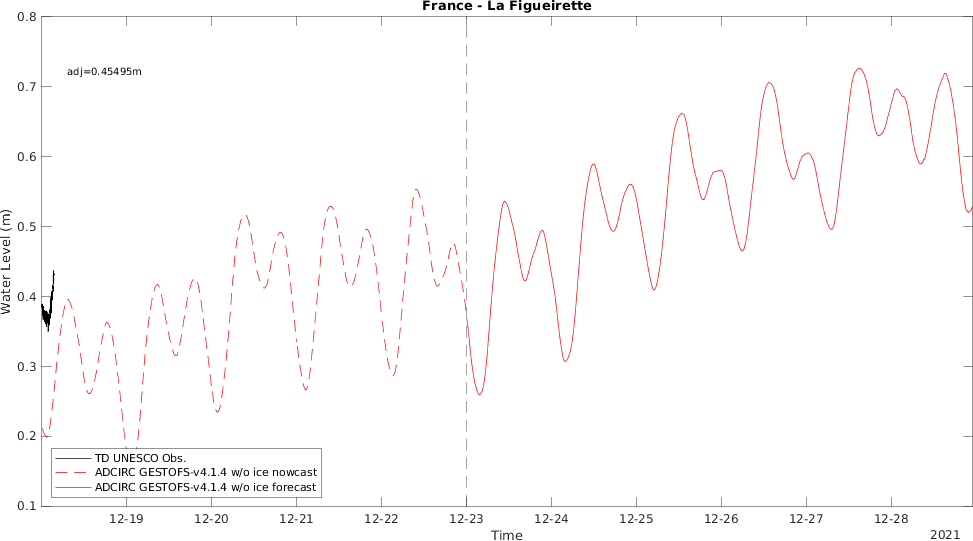 France - La Figueirette
0.8
0.7
0.6
0.5
0.4
0.3
0.2
0.1
Water Level (m)
adj=0.45495m
TD UNESCO Obs.
ADCIRC GESTOFS-v4.1.4 w/o ice nowcast
ADCIRC GESTOFS-v4.1.4 w/o ice forecast
12-19 12-20 12-21 12-22 12-23 12-24 12-25 12-26 12-27 12-28
Time
2021